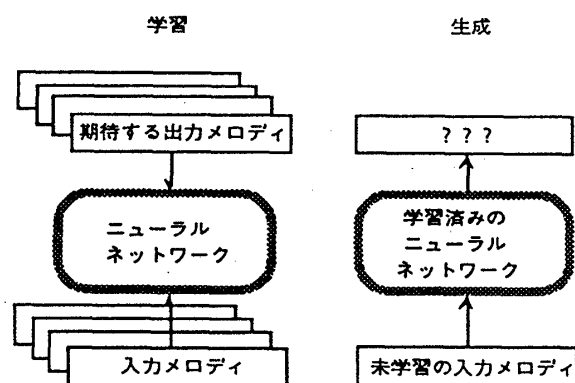 学習
期待する出力メロディ
ニューラル
ネットワーク
入力メロディ
生成
? ? ?
学習済みの
ニューラル
ネットワーク
未学習の入力メロディ